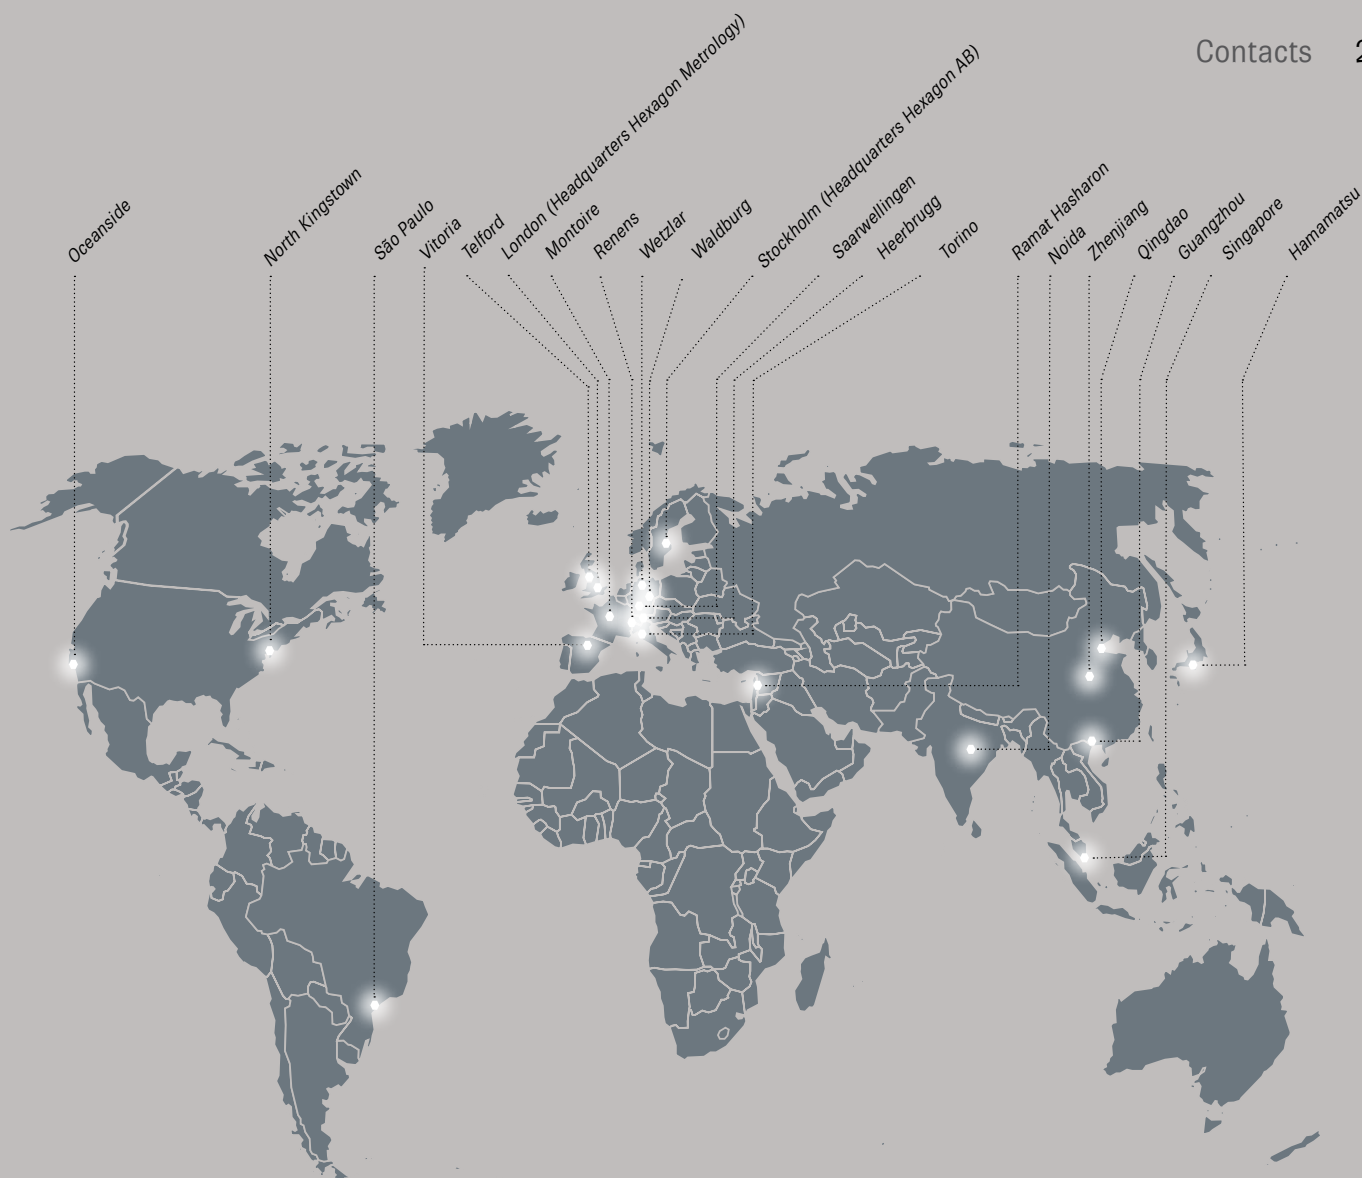 Contacts 2
Oceanside
North Kingstown
São Paulo
Vitoria
Telford
London (Headquarters Hexagon Metrology)
Montoire
Renens
Wetzlar
Waldburg
Stockholm (Headquarters Hexagon AB)
Saarwellingen
Heerbrugg
Torino
Ramat Hasharon
Noida
Zhenjiang
Qingdao
Guangzhou
Singapore
Hamamatsu